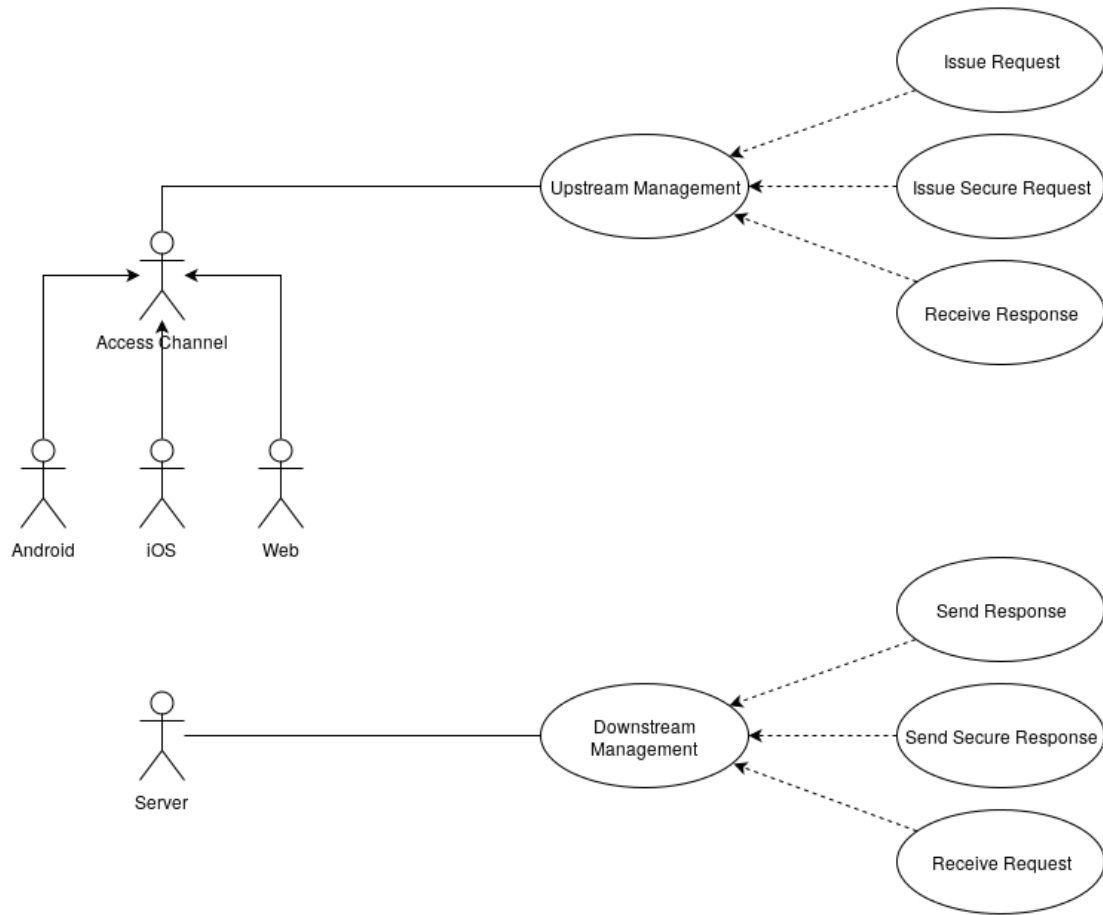 Issue Request
Upstream Management
Issue Secure Request
Receive Response
Access Channel
Android
iOS
Web
Send Response
Downstream
Management
Send Secure Response
Server
Receive Request